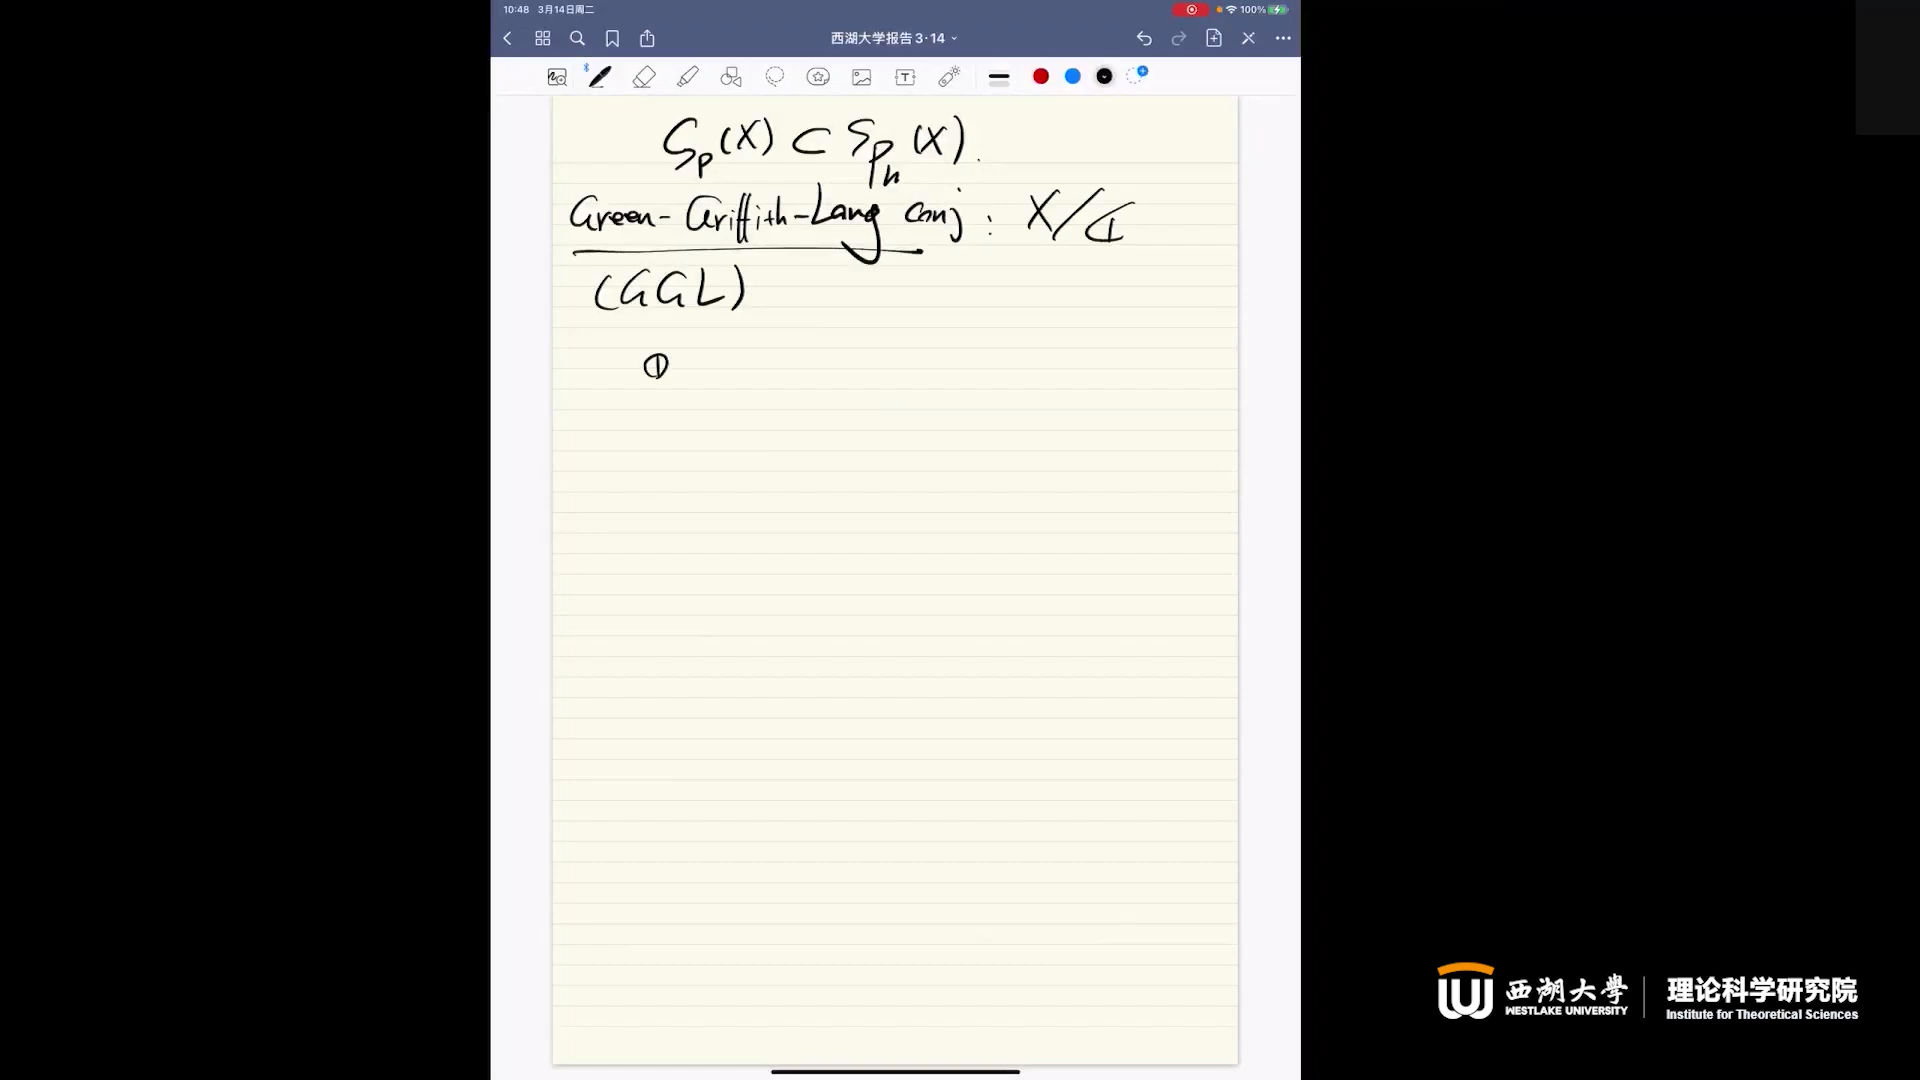 10:48 3月14日周二
100%
西湖大学报告3·14
T
Sp(X) ⊂ Sp_h(X).
Green-Griffith-Lang conj: X/ℂ
(GGL)
①
西湖大學
WESTLAKE UNIVERSITY
理论科学研究院
Institute for Theoretical Sciences